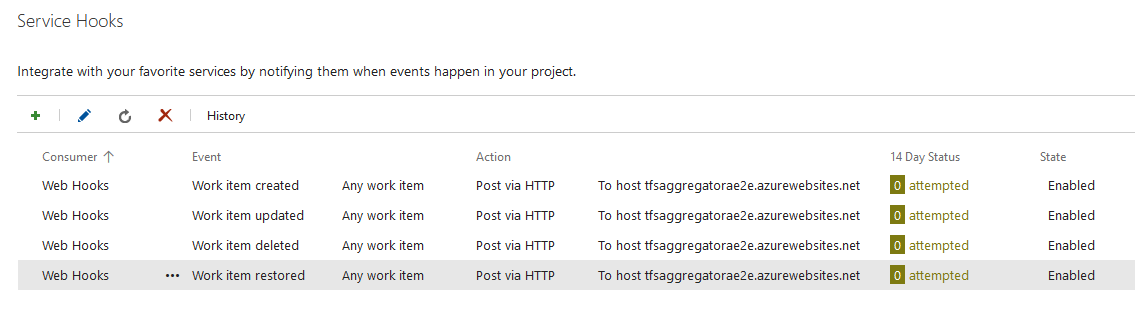 Service Hooks
Integrate with your favorite services by notifying them when events happen in your project.
History
Consumer Event Action 14 Day Status State
Web Hooks Work item created Any work item Post via HTTP To host tfsaggregatorae2e.azurewebsites.net 0 attempted Enabled
Web Hooks Work item updated Any work item Post via HTTP To host tfsaggregatorae2e.azurewebsites.net 0 attempted Enabled
Web Hooks Work item deleted Any work item Post via HTTP To host tfsaggregatorae2e.azurewebsites.net 0 attempted Enabled
Web Hooks ••• Work item restored Any work item Post via HTTP To host tfsaggregatorae2e.azurewebsites.net 0 attempted Enabled